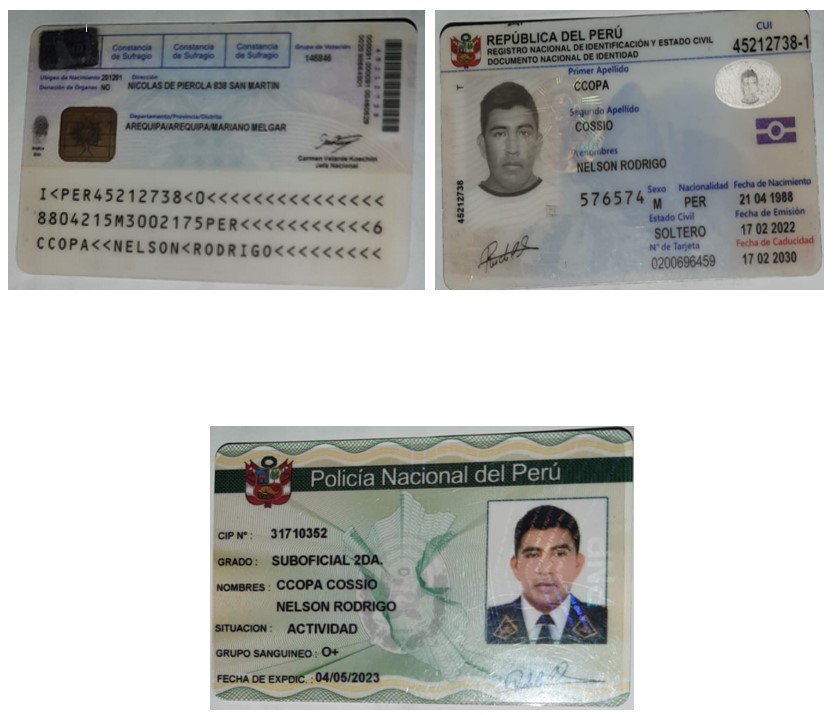 Constancia de Sufragio
Constancia de Sufragio
Constancia de Sufragio
Grupo de Votación
146846
Dirección
Donación de Órganos NO
NICOLAS DE PIEROLA 838 SAN MARTIN
Departamento/Provincia/Distrito
AREQUIPA/AREQUIPA/MARIANO MELGAR
Carmen Velarde Koechlin
Jefa Nacional
I<PER45212738<0<<<<<<<<<<<<<<<
8804215M3002175PER<<<<<<<<<<<6
CCOPA<<NELSON<RODRIGO<<<<<<<<<
REPÚBLICA DEL PERÚ
REGISTRO NACIONAL DE IDENTIFICACIÓN Y ESTADO CIVIL
DOCUMENTO NACIONAL DE IDENTIDAD
CUI
45212738-1
Primer Apellido
CCOPA
Segundo Apellido
COSSIO
Prenombres
NELSON RODRIGO
T
45212738
576574
Sexo Nacionalidad Fecha de Nacimiento
M PER 21 04 1988
Estado Civil Fecha de Emisión
SOLTERO 17 02 2022
N° de Tarjeta Fecha de Caducidad
0200696459 17 02 2030
Policía Nacional del Perú
CIP N° : 31710352
GRADO : SUBOFICIAL 2DA.
NOMBRES : CCOPA COSSIO
NELSON RODRIGO
SITUACION : ACTIVIDAD
GRUPO SANGUINEO : O+
FECHA DE EXPDIC. : 04/05/2023